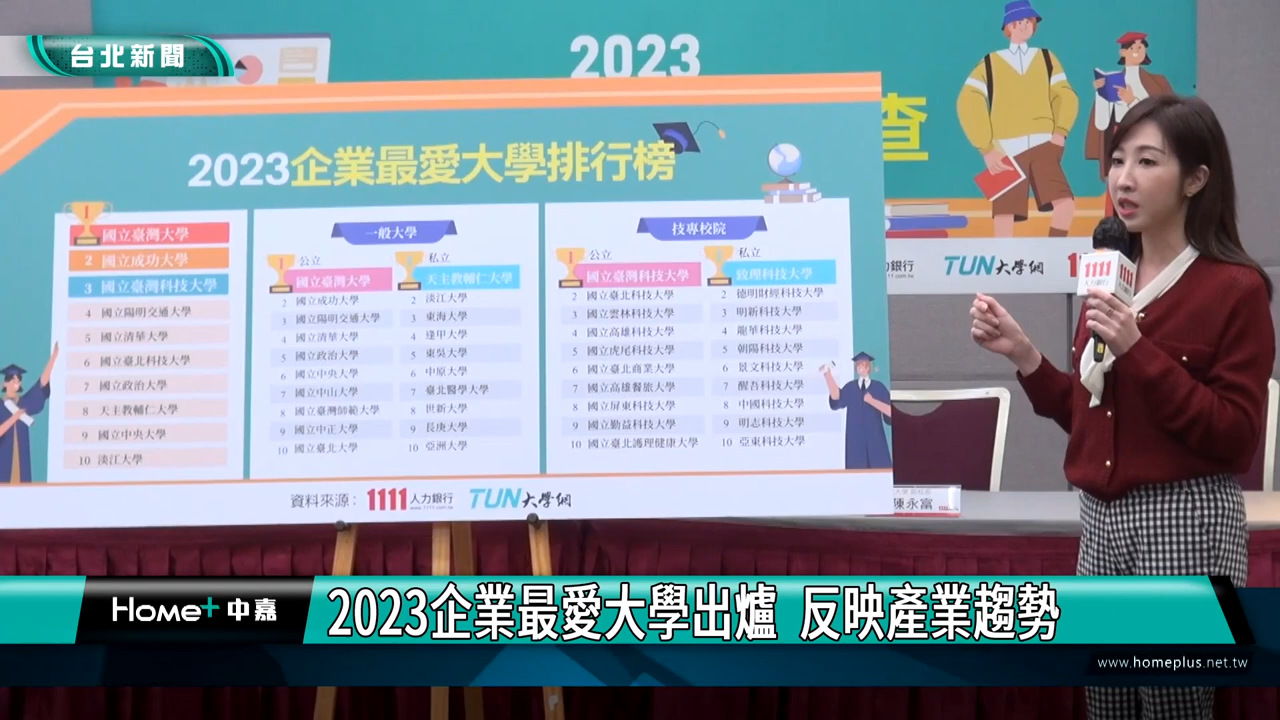 台北新聞
2023
查
2023企業最愛大學排行榜
1 國立臺灣大學
2 國立成功大學
3 國立臺灣科技大學
4 國立陽明交通大學
5 國立清華大學
6 國立臺北科技大學
7 國立政治大學
8 天主教輔仁大學
9 國立中央大學
10 淡江大學
一般大學
公立
1 國立臺灣大學
2 國立成功大學
3 國立陽明交通大學
4 國立清華大學
5 國立政治大學
6 國立中央大學
7 國立中山大學
8 國立臺灣師範大學
9 國立中正大學
10 國立臺北大學
私立
天主教輔仁大學
2 淡江大學
3 東海大學
4 逢甲大學
5 東吳大學
6 中原大學
7 臺北醫學大學
8 世新大學
9 長庚大學
10 亞洲大學
技專校院
公立
1 國立臺灣科技大學
2 國立臺北科技大學
3 國立雲林科技大學
4 國立高雄科技大學
5 國立虎尾科技大學
6 國立臺北商業大學
7 國立高雄餐旅大學
8 國立屏東科技大學
9 國立勤益科技大學
10 國立臺北護理健康大學
私立
致理科技大學
2 德明財經科技大學
3 明新科技大學
4 龍華科技大學
5 朝陽科技大學
6 景文科技大學
7 醒吾科技大學
8 中國科技大學
9 明志科技大學
10 亞東科技大學
資料來源：1111人力銀行 www.1111.com.tw TUN大學網
力銀行 TUN大學網
1111
人力銀行
陳永富
Home+中嘉
2023企業最愛大學出爐 反映產業趨勢
www.homeplus.net.tw